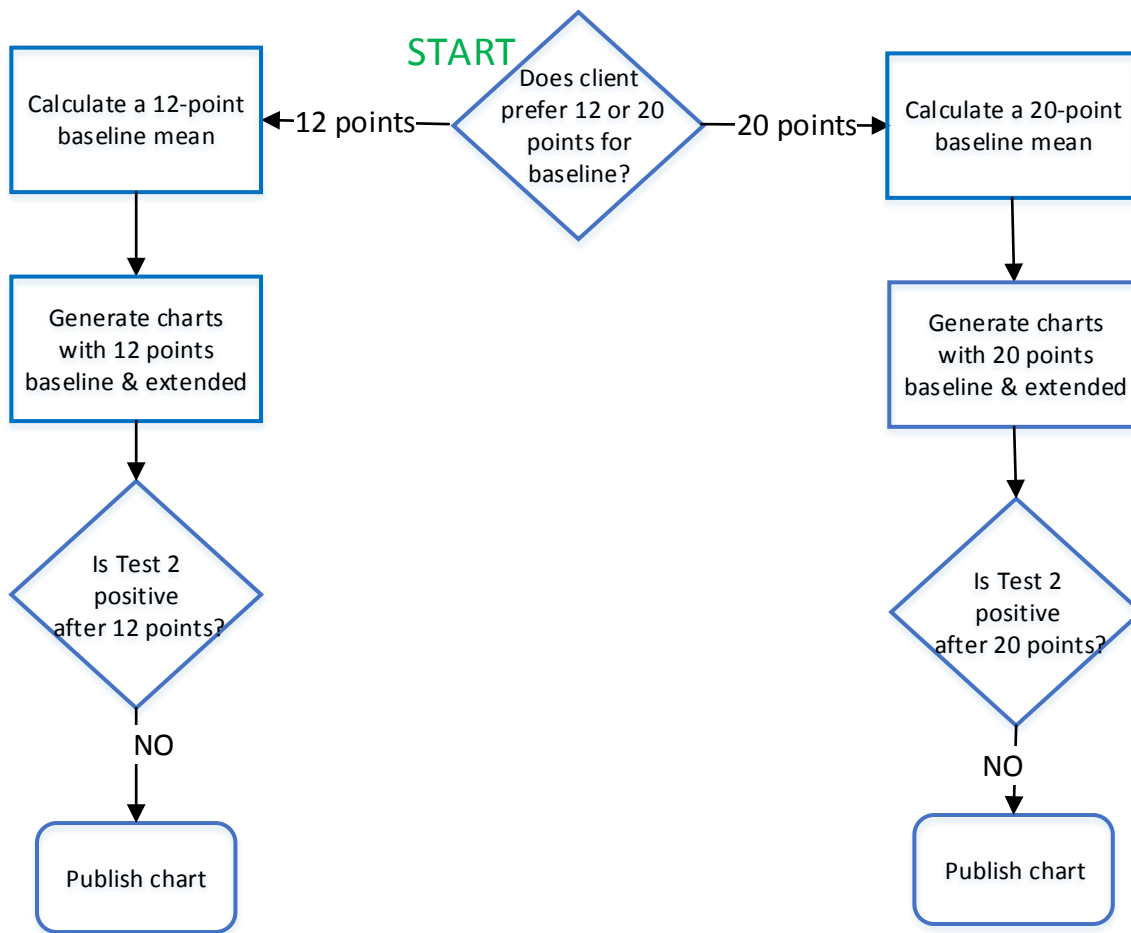 START
Does client
prefer 12 or 20
points for
baseline?
12 points
20 points
Calculate a 12-point
baseline mean
Calculate a 20-point
baseline mean
Generate charts
with 12 points
baseline & extended
Generate charts
with 20 points
baseline & extended
Is Test 2
positive
after 12 points?
Is Test 2
positive
after 20 points?
NO
NO
Publish chart
Publish chart